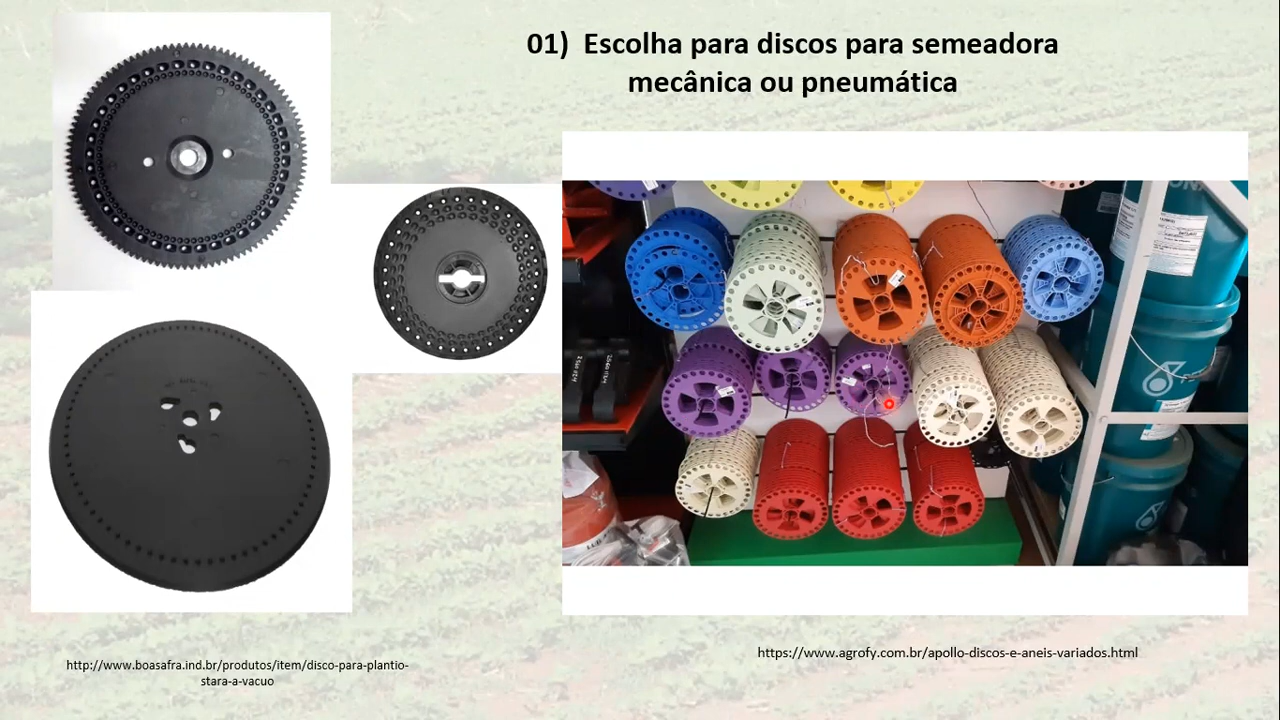 01) Escolha para discos para semeadora
mecânica ou pneumática
http://www.boasafra.ind.br/produtos/item/disco-para-plantio-
stara-a-vacuo
https://www.agrofy.com.br/apollo-discos-e-aneis-variados.html